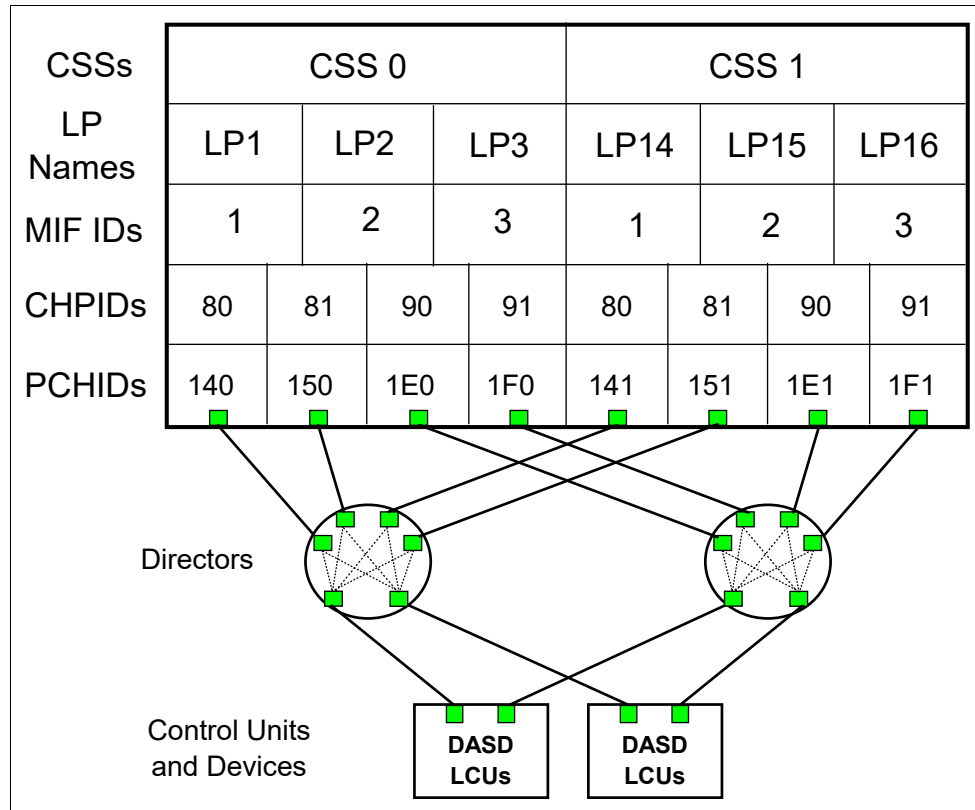 CSSs CSS 0 CSS 1
LP Names LP1 LP2 LP3 LP14 LP15 LP16
MIF IDs 1 2 3 1 2 3
CHPIDs 80 81 90 91 80 81 90 91
PCHIDs 140 150 1E0 1F0 141 151 1E1 1F1
Directors
Control Units
and Devices
DASD
LCUs
DASD
LCUs